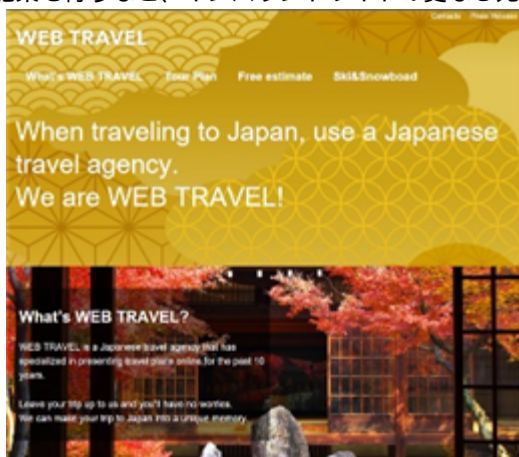 Contacts Press Release
WEB TRAVEL
What's WEB TRAVEL Tour Plan Free estimate Ski&Snowboad
When traveling to Japan, use a Japanese
travel agency.
We are WEB TRAVEL!
What's WEB TRAVEL?
WEB TRAVEL is a Japanese travel agency that has
specialized in presenting travel plans online for the past 10
years.
Leave your trip up to us and you'll have no worries.
We can make your trip to Japan into a unique memory.